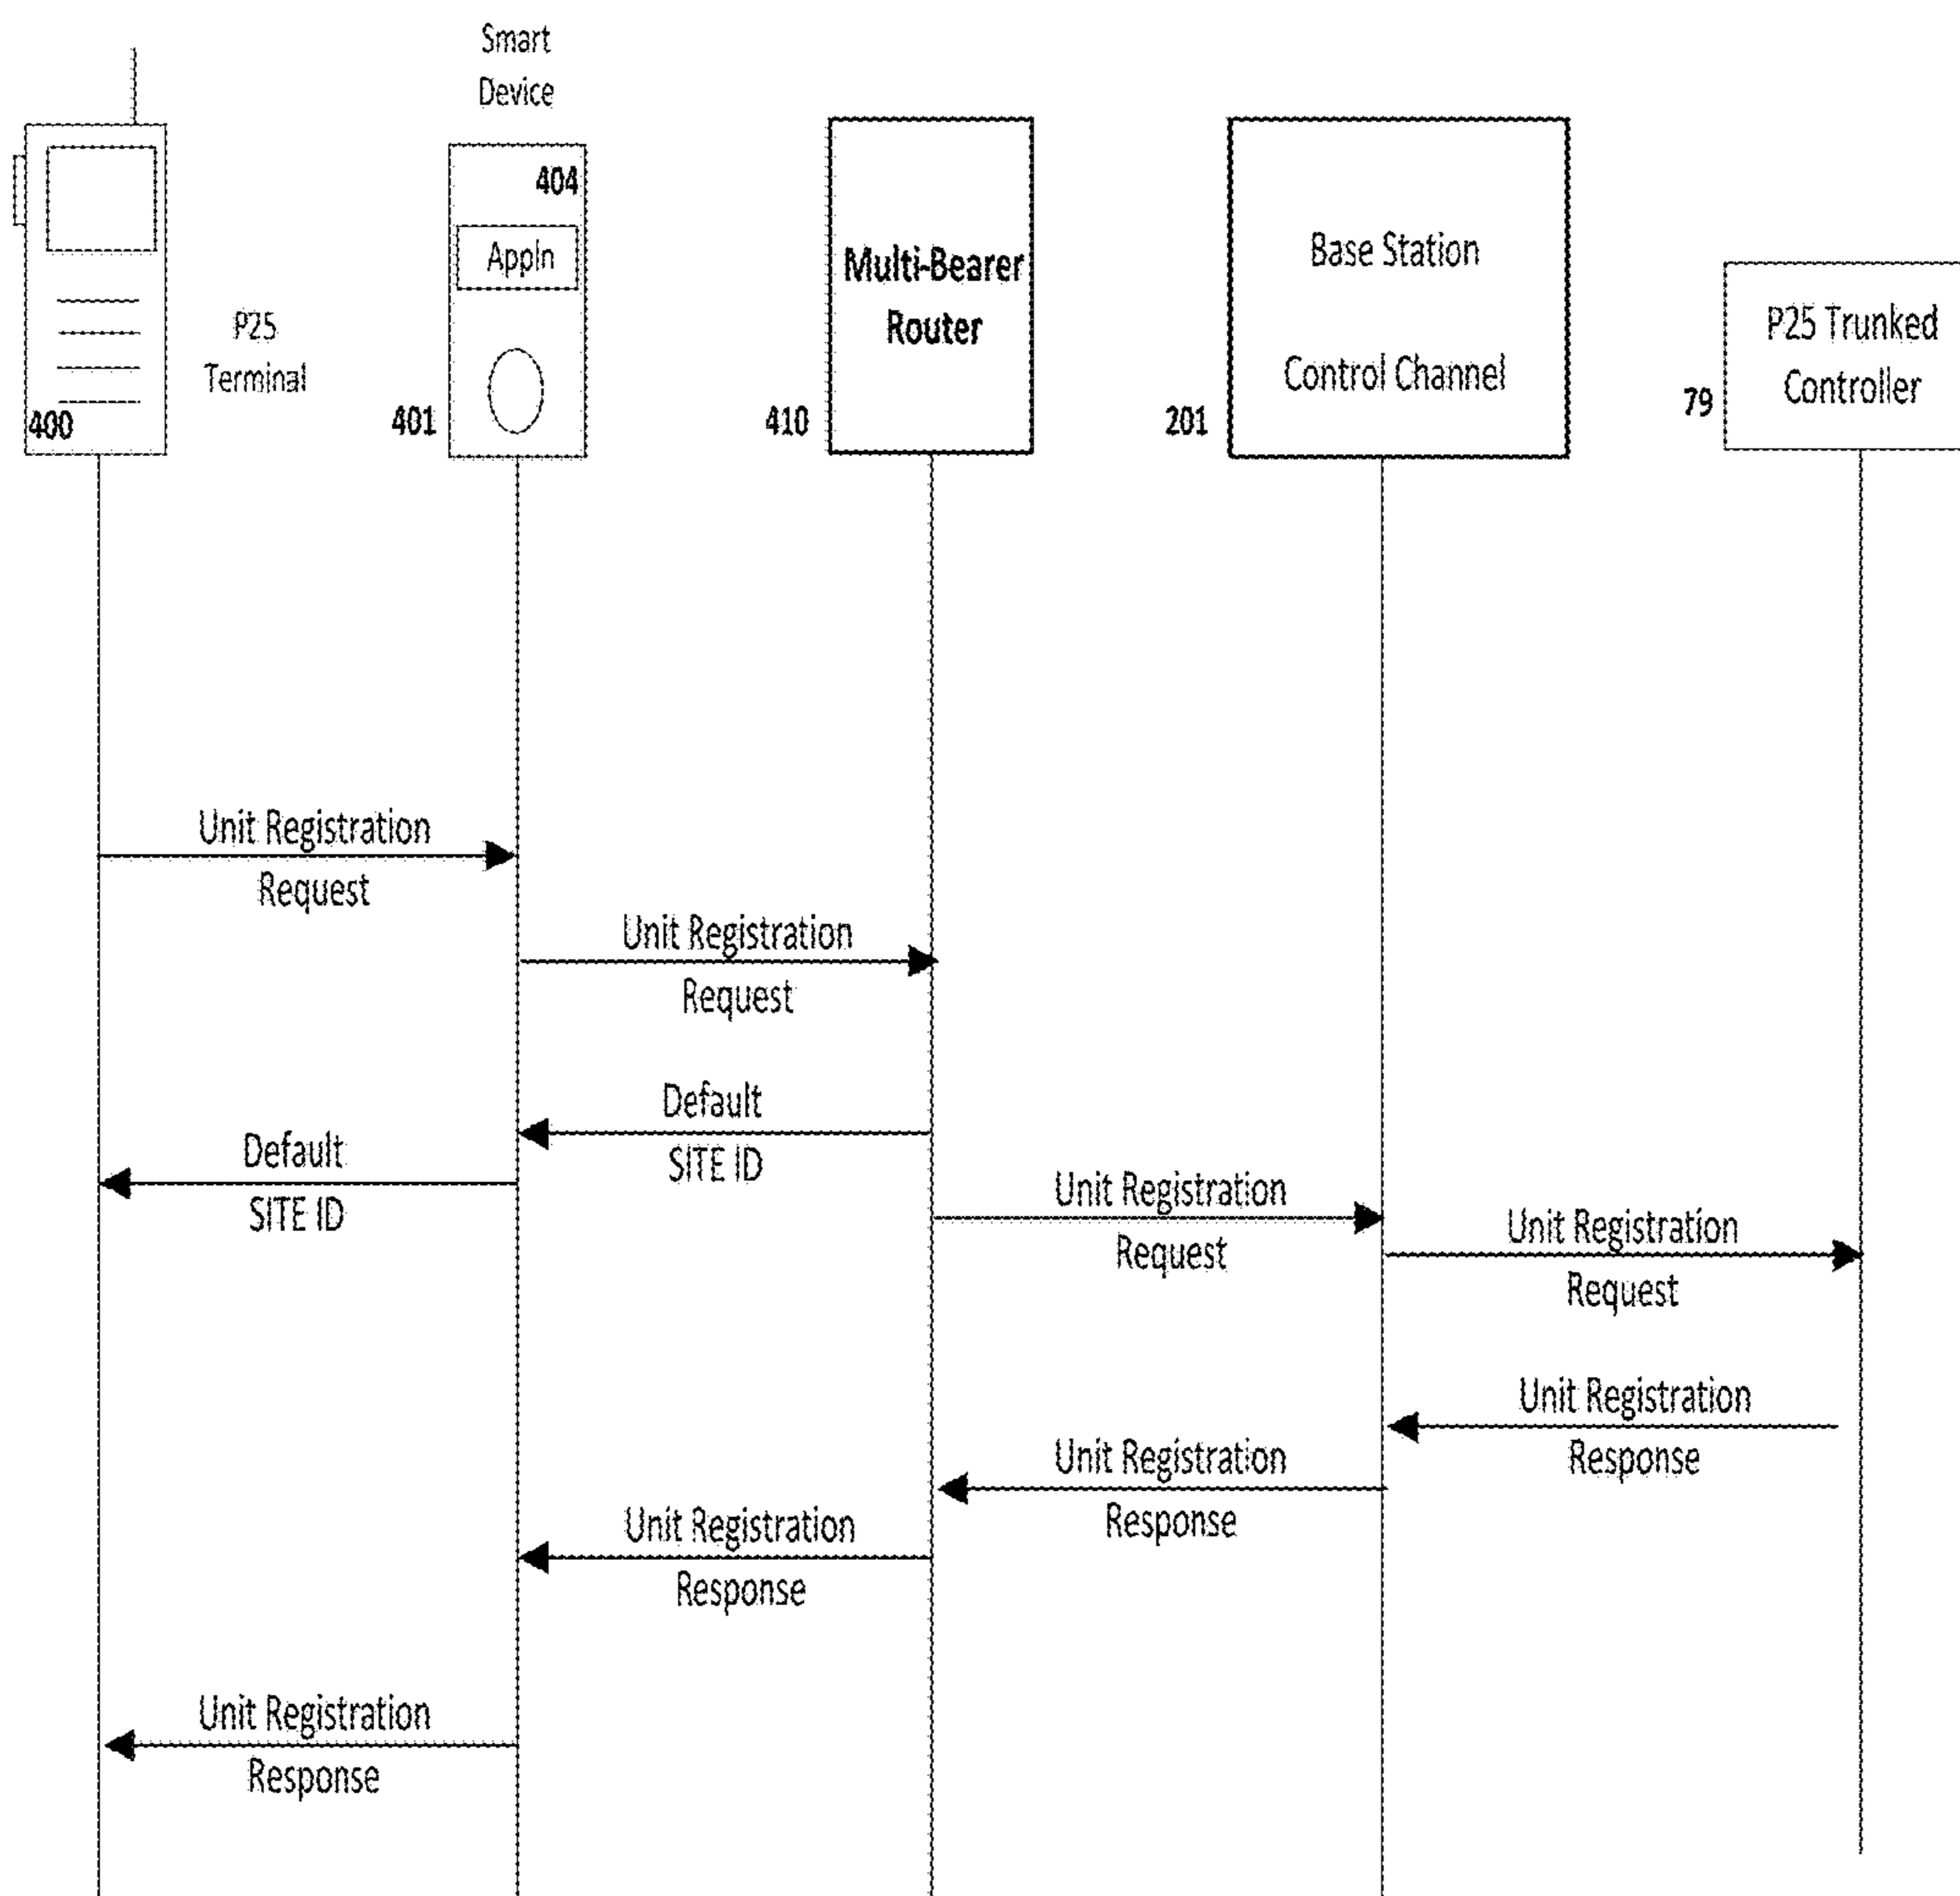 Smart
Device
404
Appln
Multi-Bearer
Router
Base Station
Control Channel
P25 Trunked
Controller
P25
Terminal
400
401
410
201
79
Unit Registration
Request
Unit Registration
Request
Default
SITE ID
Default
SITE ID
Unit Registration
Request
Unit Registration
Request
Unit Registration
Response
Unit Registration
Response
Unit Registration
Response
Unit Registration
Response